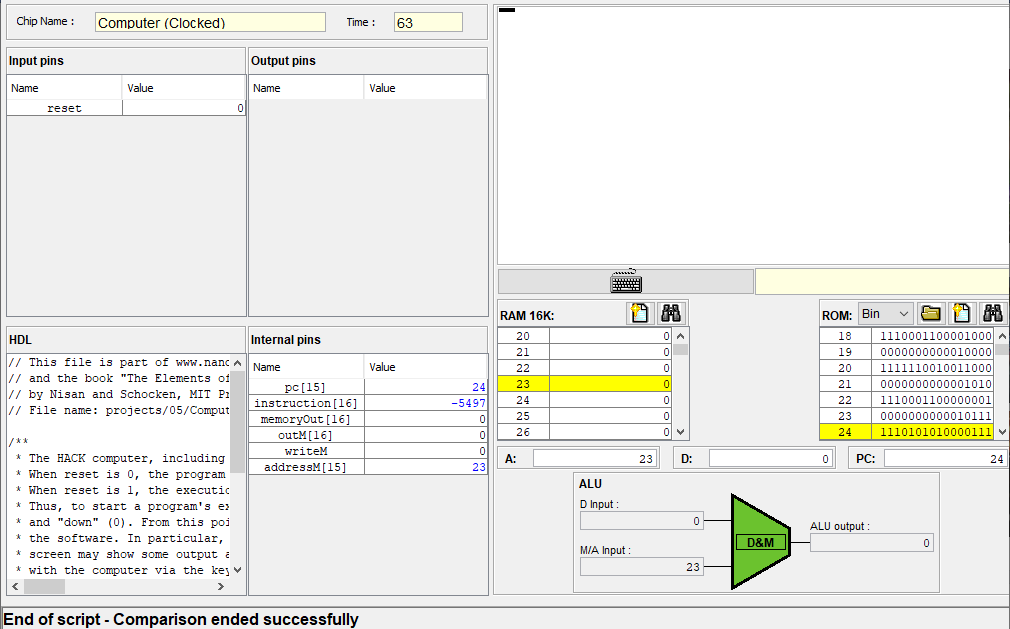 Chip Name : Computer (Clocked) Time : 63
Input pins
Name Value
reset 0
Output pins
Name Value
HDL
// This file is part of www.nand
// and the book "The Elements of
// by Nisan and Schocken, MIT Pr
// File name: projects/05/Comput
/**
* The HACK computer, including
* When reset is 0, the program
* When reset is 1, the executio
* Thus, to start a program's ex
* and "down" (0). From this poi
* the software. In particular,
* screen may show some output a
* with the computer via the key
Internal pins
Name Value
pc[15] 24
instruction[16] -5497
memoryOut[16] 0
outM[16] 0
writeM 0
addressM[15] 23
RAM 16K:
20 0
21 0
22 0
23 0
24 0
25 0
26 0
ROM: Bin
18 1110001100001000
19 0000000000010000
20 1111110010011000
21 0000000000001010
22 1110001100000001
23 0000000000010111
24 1110101010000111
A: 23
D: 0
PC: 24
ALU
D Input :
0
M/A Input :
23
D&M
ALU output :
0
End of script - Comparison ended successfully